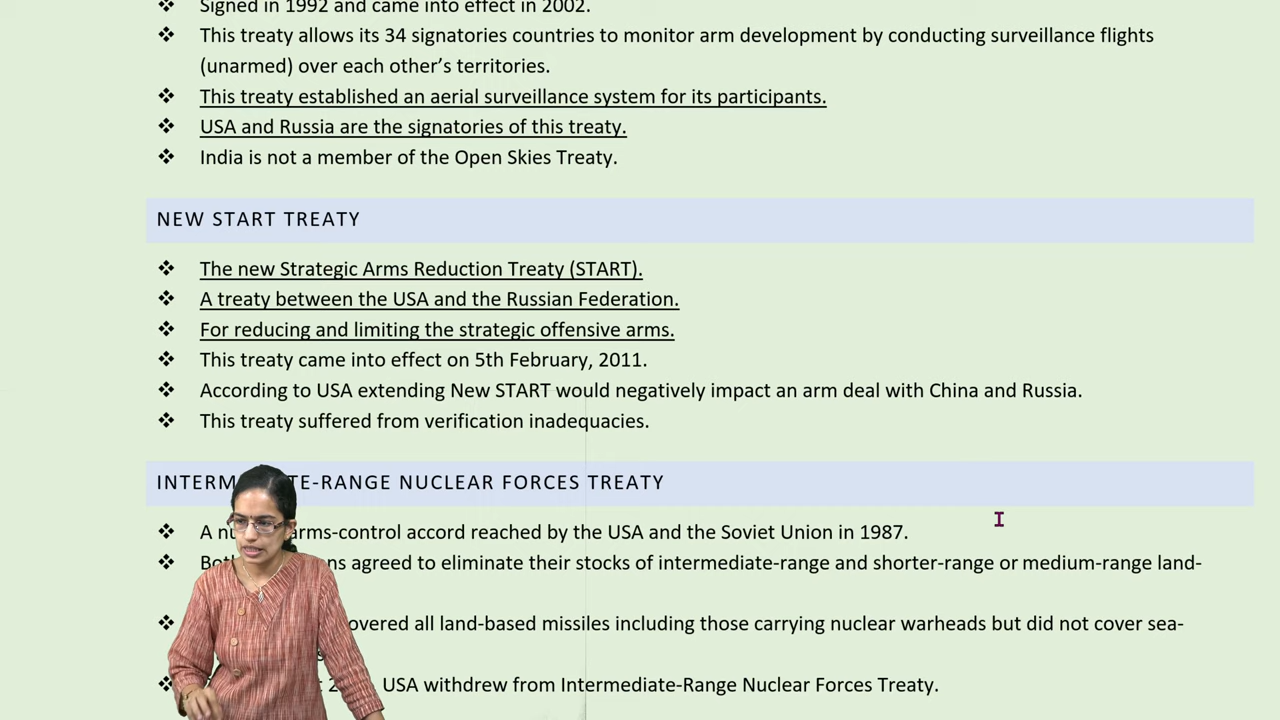 Signed in 1992 and came into effect in 2002.
This treaty allows its 34 signatories countries to monitor arm development by conducting surveillance flights
(unarmed) over each other's territories.
This treaty established an aerial surveillance system for its participants.
USA and Russia are the signatories of this treaty.
India is not a member of the Open Skies Treaty.
NEW START TREATY
The new Strategic Arms Reduction Treaty (START).
A treaty between the USA and the Russian Federation.
For reducing and limiting the strategic offensive arms.
This treaty came into effect on 5th February, 2011.
According to USA extending New START would negatively impact an arm deal with China and Russia.
This treaty suffered from verification inadequacies.
-RANGE NUCLEAR FORCES TREATY
A arms-control accord reached by the USA and the Soviet Union in 1987.
agreed to eliminate their stocks of intermediate-range and shorter-range or medium-range land-
all land-based missiles including those carrying nuclear warheads but did not cover sea-
USA withdrew from Intermediate-Range Nuclear Forces Treaty.